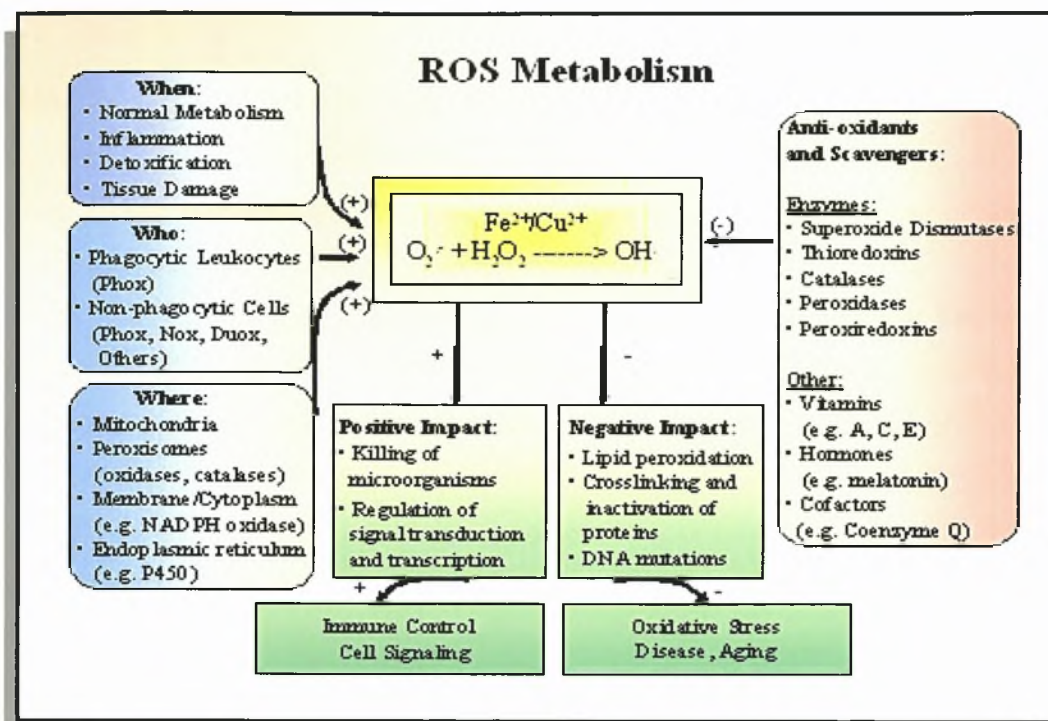 ROS Metabolism
When:
· Normal Metabolism
· Inflammation
· Detoxification
· Tissue Damage
Who:
· Phagocytic Leukocytes
(Phox)
· Non-phagocytic Cells
(Phox, Nox, Duox,
Others)
Where:
· Mitochondria
· Peroxisomes
(oxidases, catalases)
· Membrane/Cytoplasm
(e.g. NADPH oxidase)
· Endoplasmic reticulum
(e.g. P450)
(+)
(+)
(+)
Fe²⁺/Cu²⁺
O₂·⁻ + H₂O₂ -------> OH·
(-)
+
-
Positive Impact:
· Killing of
microorganisms
· Regulation of
signal transduction
and transcription
Negative Impact:
· Lipid peroxidation
· Crosslinking and
inactivation of
proteins
· DNA mutations
+
-
Immune Control
Cell Signaling
Oxidative Stress
Disease, Aging
Anti-oxidants
and Scavengers:
Enzymes:
· Superoxide Dismutases
· Thioredoxins
· Catalases
· Peroxidases
· Peroxiredoxins
Other:
· Vitamins
(e.g. A, C, E)
· Hormones
(e.g. melatonin)
· Cofactors
(e.g. Coenzyme Q)